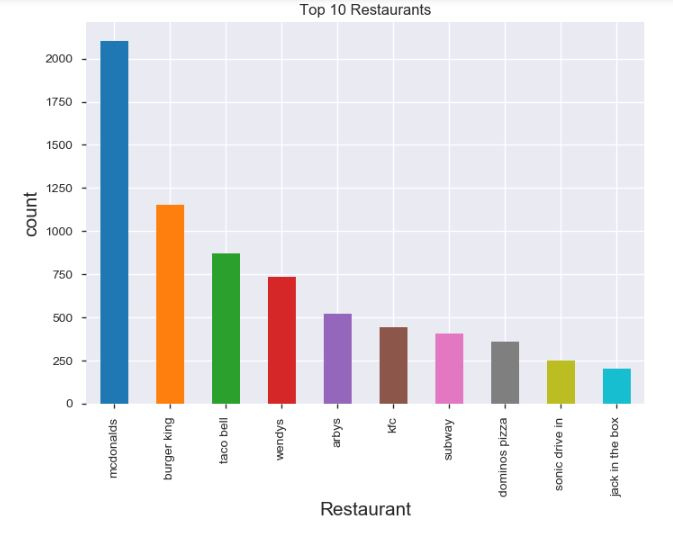 Top 10 Restaurants
count
2000
1750
1500
1250
1000
750
500
250
0
mcdonalds
burger king
taco bell
wendys
arbys
kfc
subway
dominos pizza
sonic drive in
jack in the box
Restaurant